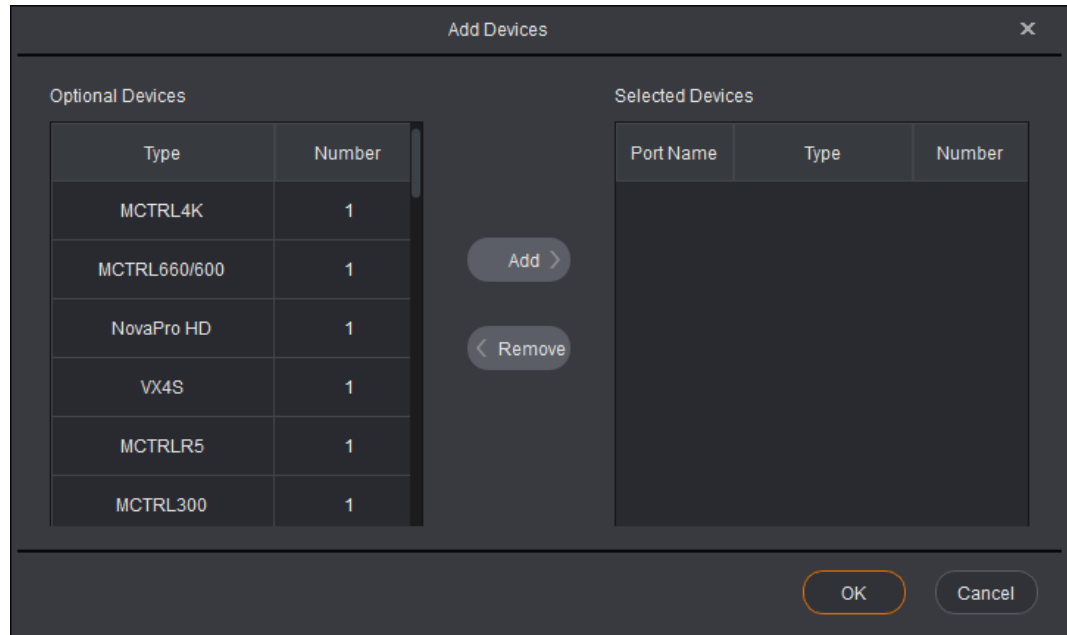 Add Devices
Optional Devices
Selected Devices
Type Number
Port Name Type Number
MCTRL4K 1
MCTRL660/600 1
NovaPro HD 1
VX4S 1
MCTRLR5 1
MCTRL300 1
Add
Remove
OK Cancel